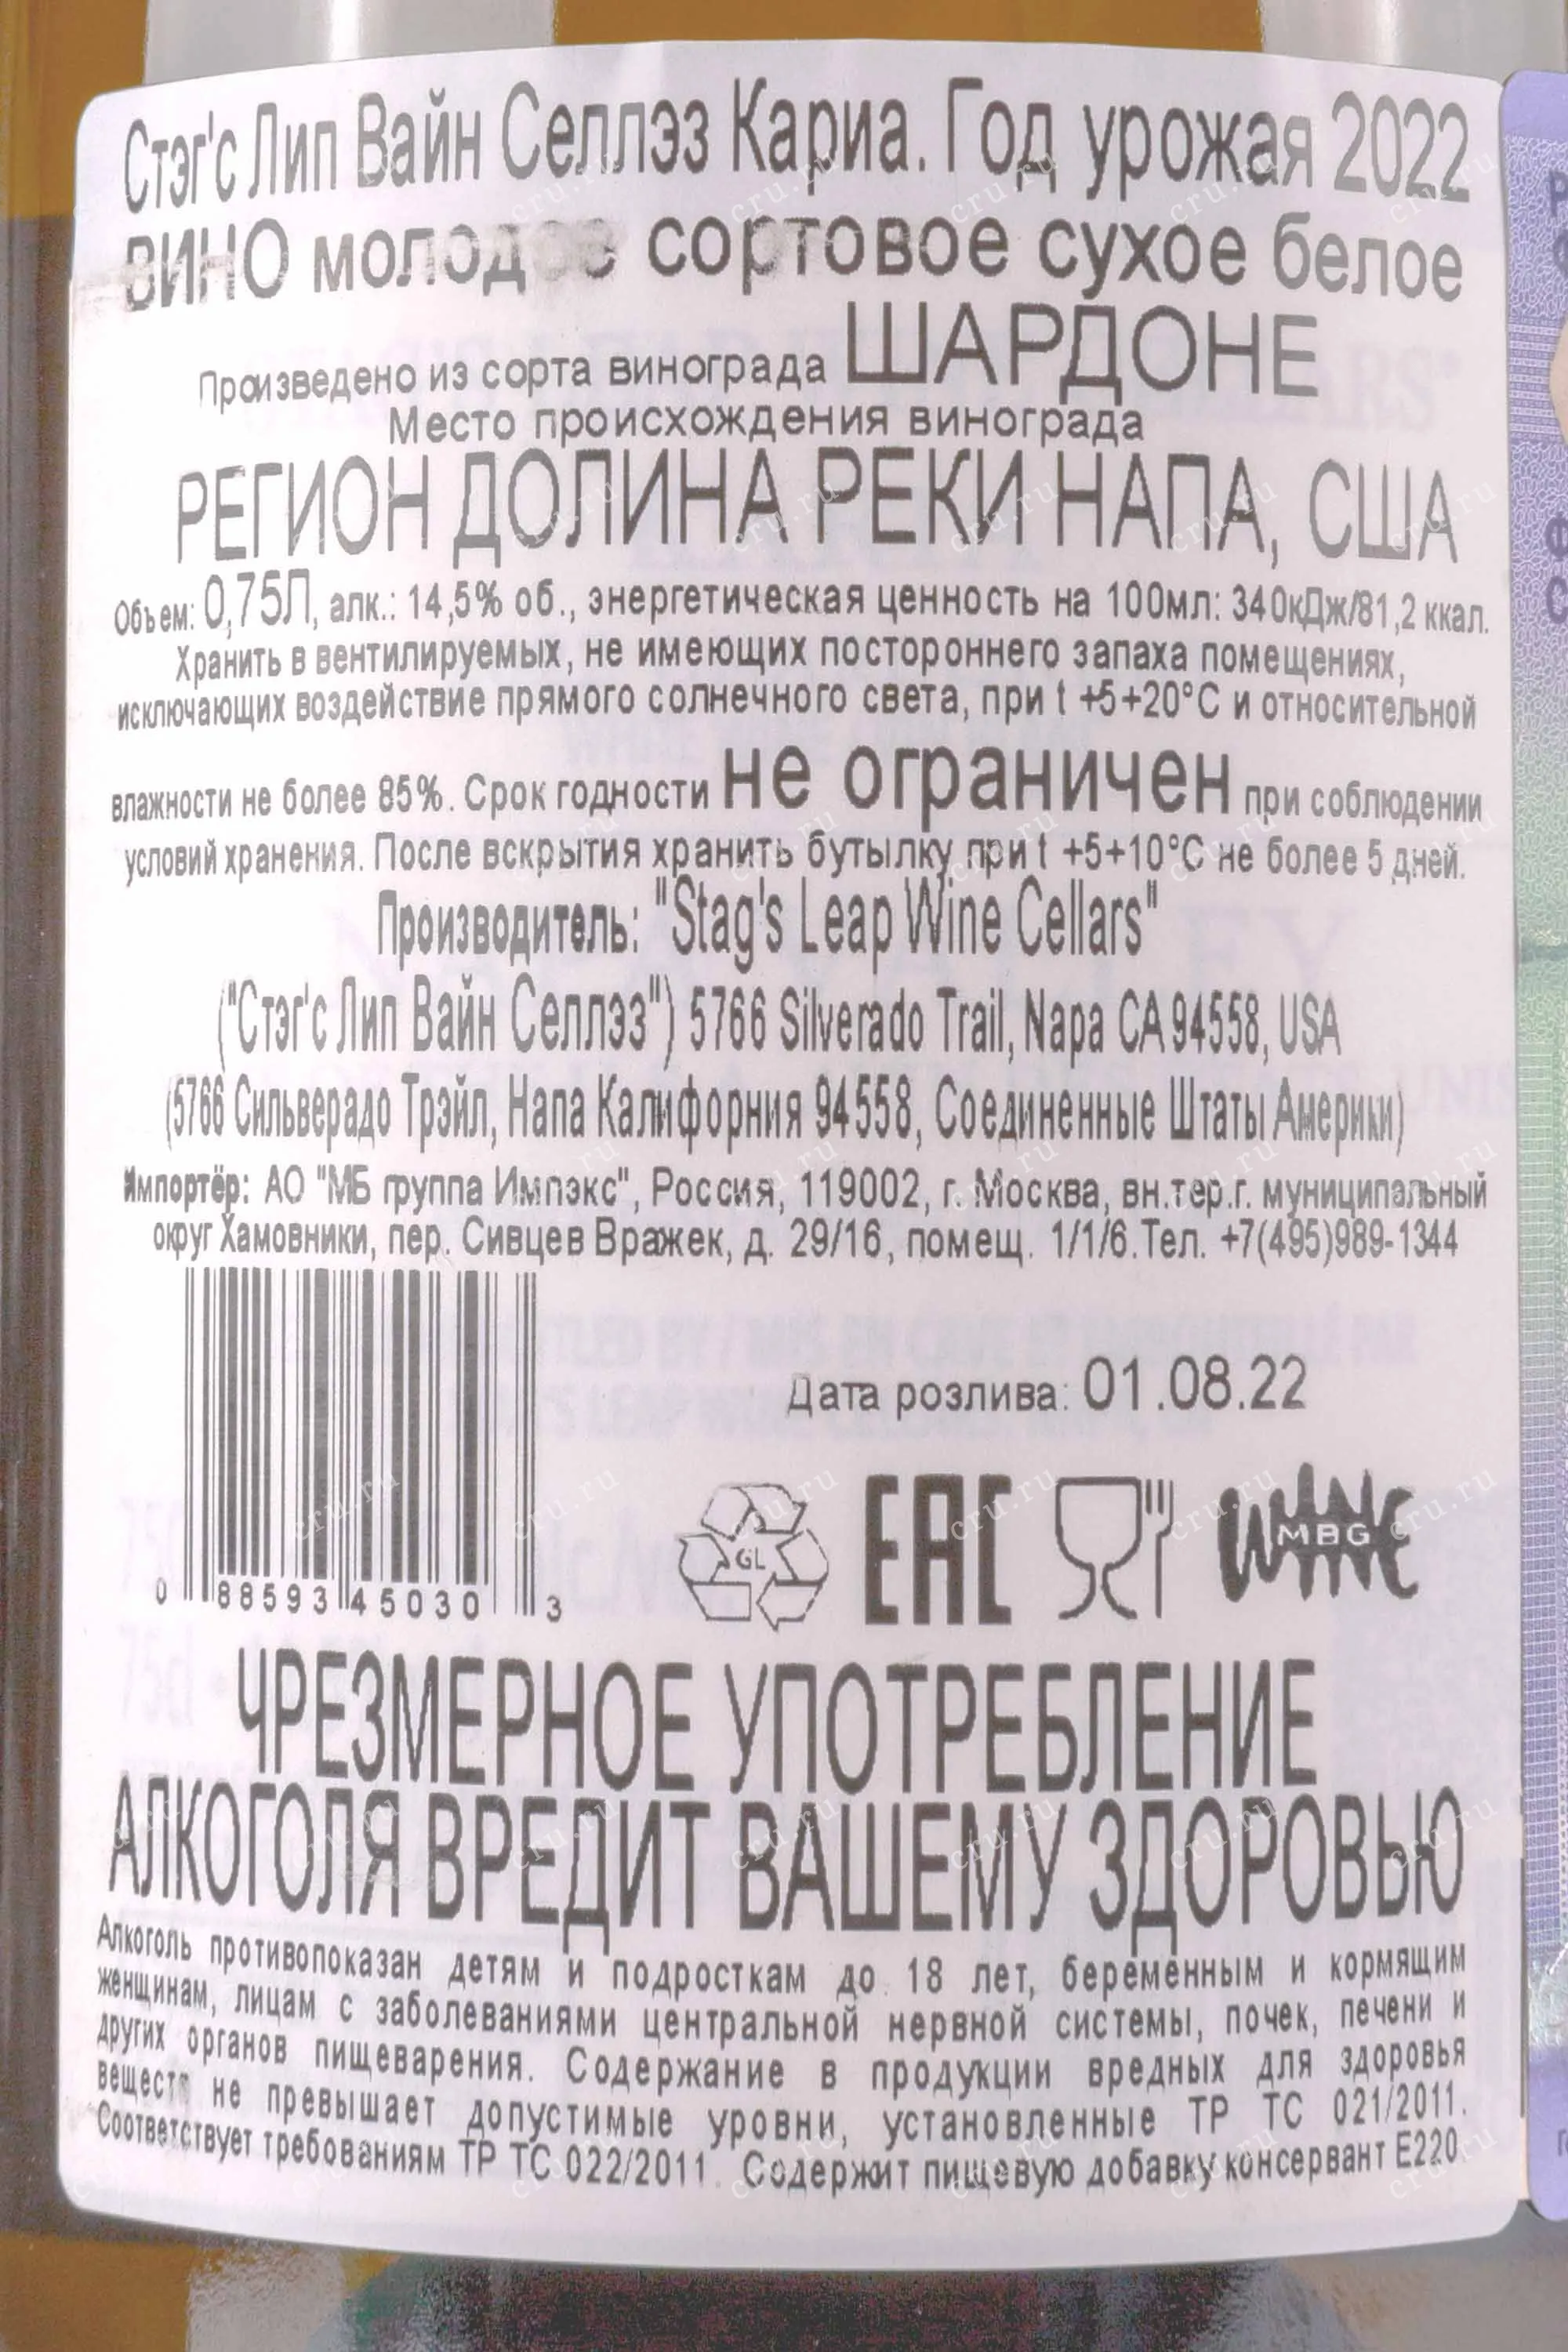 Стэг'с Лип Вайн Селлэз Кариа. Год урожая 2022
ВИНО молодое сортовое сухое белое
Произведено из сорта винограда ШАРДОНЕ
Место происхождения винограда
РЕГИОН ДОЛИНА РЕКИ НАПА, США
Объем: 0,75Л, алк.: 14,5% об., энергетическая ценность на 100мл: 340кДж/81,2 ккал.
Хранить в вентилируемых, не имеющих постороннего запаха помещениях,
исключающих воздействие прямого солнечного света, при t +5+20°С и относительной
влажности не более 85%. Срок годности не ограничен при соблюдении
условий хранения. После вскрытия хранить бутылку при t +5+10°С не более 5 дней.
Производитель: "Stag's Leap Wine Cellars"
("Стэг'с Лип Вайн Селлэз") 5766 Silverado Trail, Napa CA 94558, USA
(5766 Сильверадо Трэйл, Напа Калифорния 94558, Соединенные Штаты Америки)
Импортёр: АО "МБ группа Импэкс", Россия, 119002, г. Москва, вн.тер.г. муниципальный
округ Хамовники, пер. Сивцев Вражек, д. 29/16, помещ. 1/1/6.Тел. +7(495)989-1344
Дата розлива: 01.08.22
GL EAC WINE MBG
0 88593 45030 3
ЧРЕЗМЕРНОЕ УПОТРЕБЛЕНИЕ
АЛКОГОЛЯ ВРЕДИТ ВАШЕМУ ЗДОРОВЬЮ
Алкоголь противопоказан детям и подросткам до 18 лет, беременным и кормящим
женщинам, лицам с заболеваниями центральной нервной системы, почек, печени и
других органов пищеварения. Содержание в продукции вредных для здоровья
веществ не превышает допустимые уровни, установленные ТР ТС 021/2011.
Соответствует требованиям ТР ТС 022/2011. Содержит пищевую добавку консервант Е220